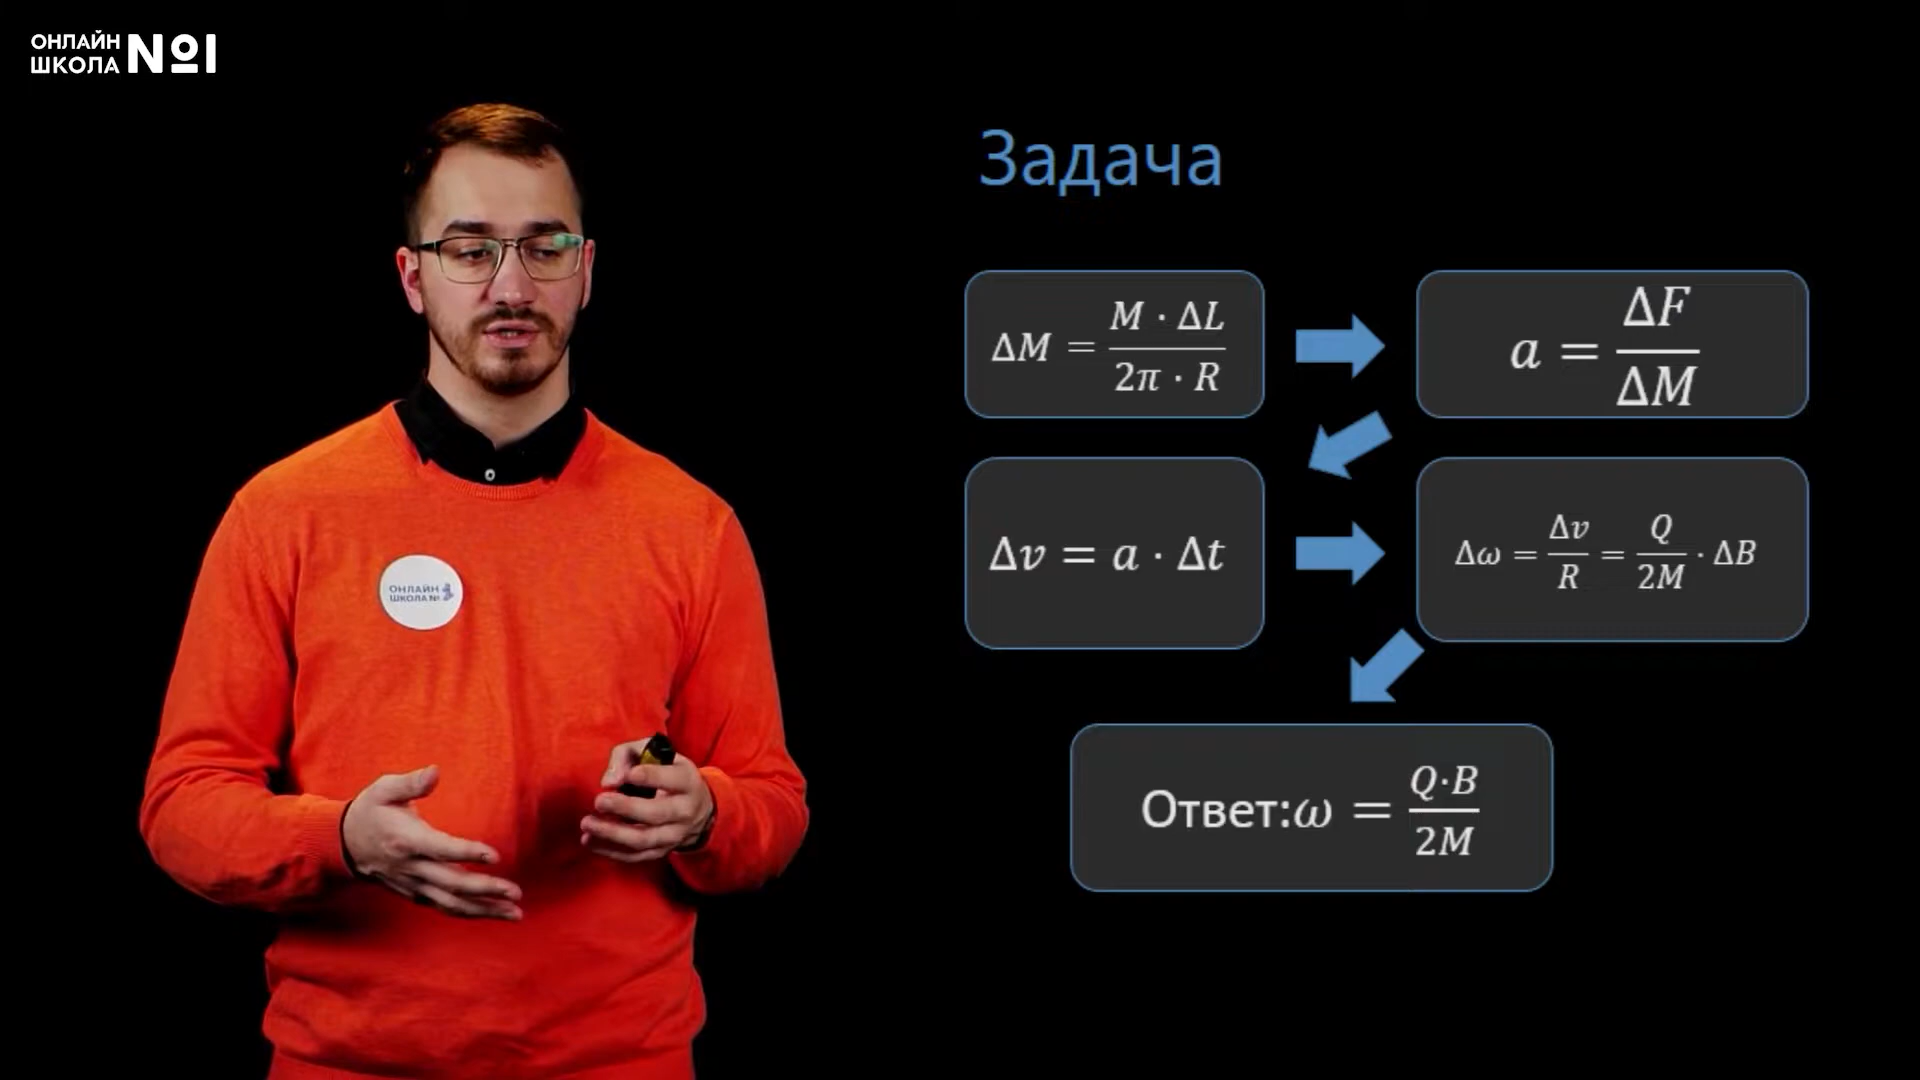 ОНЛАЙН
ШКОЛА №1
Задача
ΔM = M · ΔL / 2π · R
a = ΔF / ΔM
Δv = a · Δt
Δω = Δv / R = Q / 2M · ΔB
Ответ: ω = Q·B / 2M
ОНЛАЙН
ШКОЛА №1